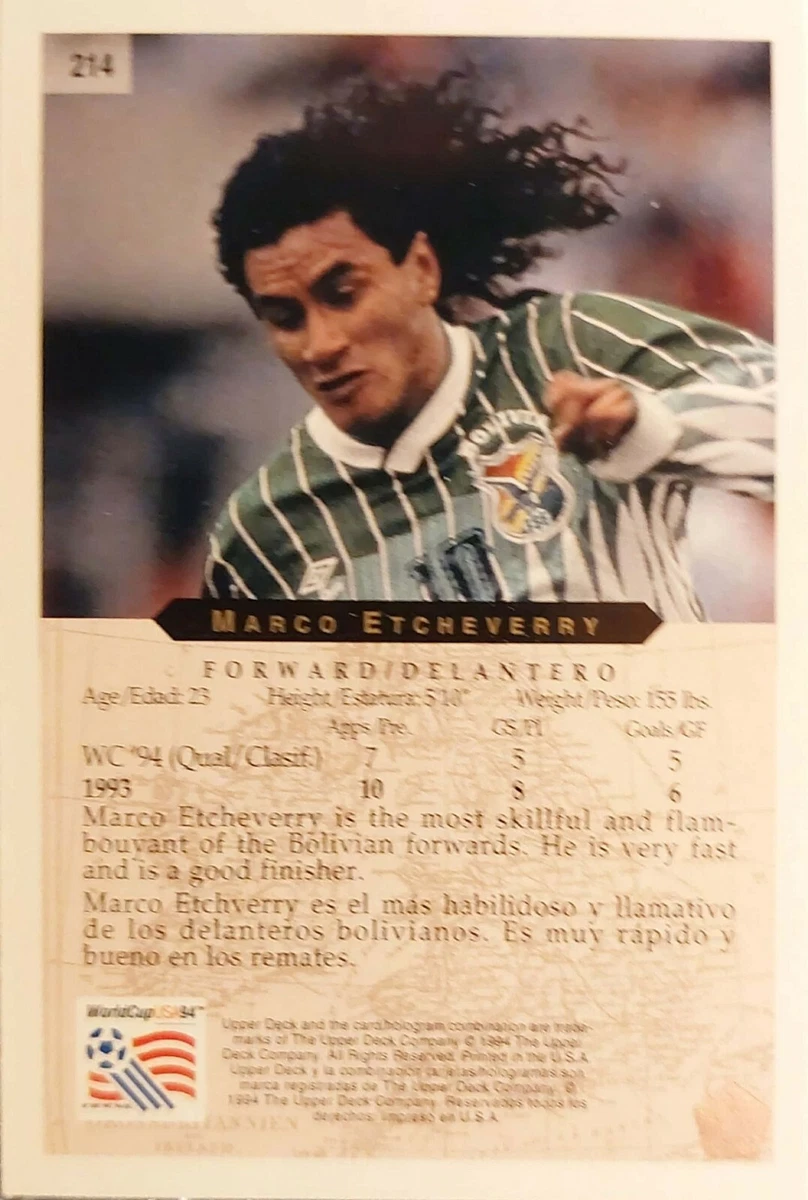 214
BOLIVIA
10
MARCO ETCHEVERRY
FORWARD/DELANTERO
Age/Edad: 23 Height/Estatura: 5'10" Weight/Peso: 155 lbs.
Apps/Pre. GS/PI Goals/GF
WC '94 (Qual/Clasif.) 7 5 5
1993 10 8 6
Marco Etcheverry is the most skillful and flam-
boyant of the Bolivian forwards. He is very fast
and is a good finisher.
Marco Etchverry es el más habilidoso y llamativo
de los delanteros bolivianos. Es muy rápido y
bueno en los remates.
WorldCupUSA94™
Upper Deck and the card/hologram combination are trade-
marks of The Upper Deck Company. © 1994 The Upper
Deck Company. All Rights Reserved. Printed in the U.S.A.
Upper Deck y la combinación tarjetas/hologramas son
marca registradas de The Upper Deck Company. ©
1994 The Upper Deck Company. Reservados todos los
derechos. Impreso en U.S.A.